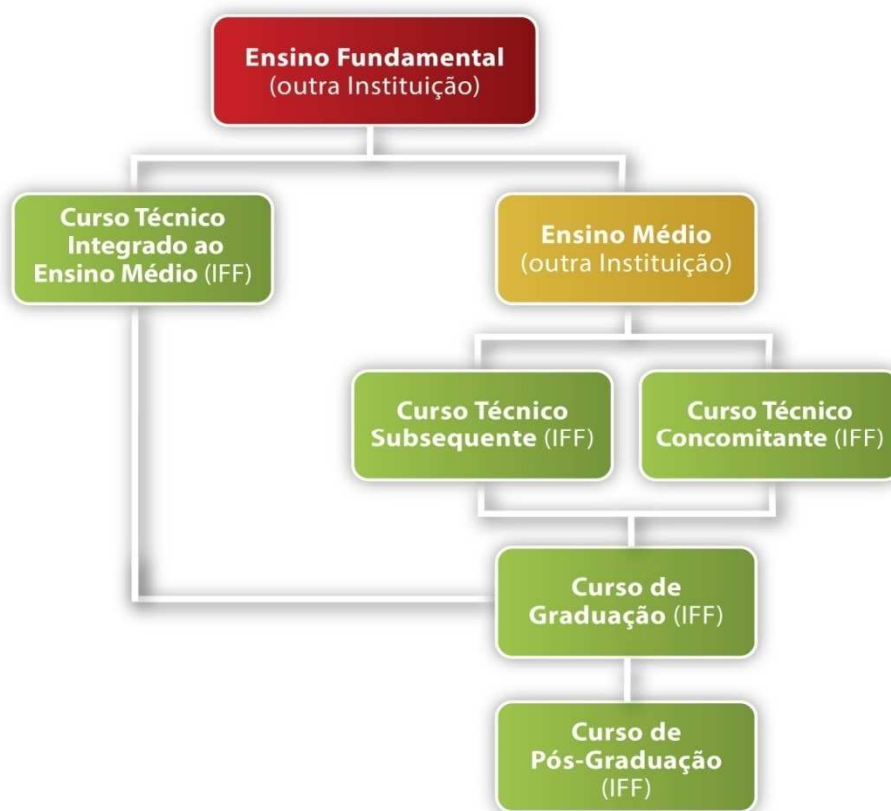 Ensino Fundamental
(outra Instituição)
Curso Técnico
Integrado ao
Ensino Médio (IFF)
Ensino Médio
(outra Instituição)
Curso Técnico
Subsequente (IFF)
Curso Técnico
Concomitante (IFF)
Curso de
Graduação (IFF)
Curso de
Pós-Graduação
(IFF)